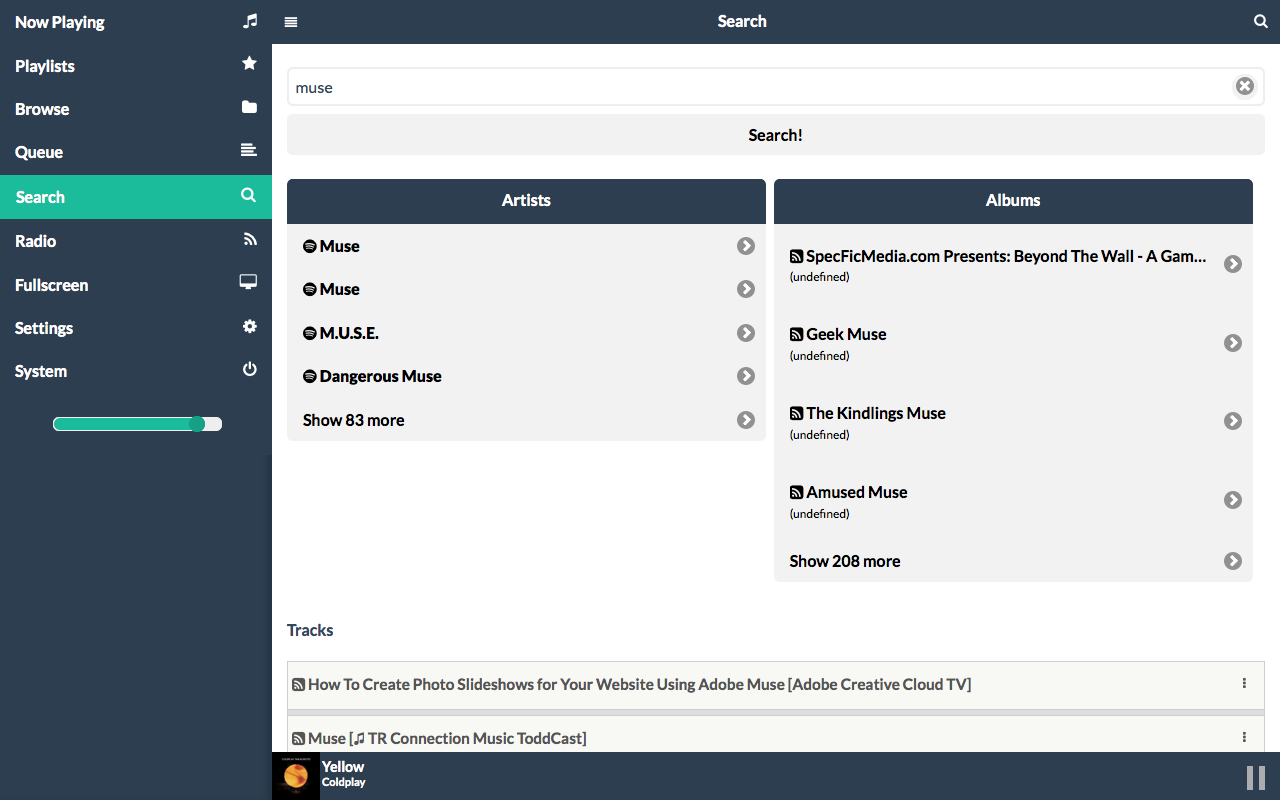 Now Playing
Playlists
Browse
Queue
Search
Radio
Fullscreen
Settings
System
Search
muse
Search!
Artists
Muse
Muse
M.U.S.E.
Dangerous Muse
Show 83 more
Albums
SpecFicMedia.com Presents: Beyond The Wall - A Gam...
(undefined)
Geek Muse
(undefined)
The Kindlings Muse
(undefined)
Amused Muse
(undefined)
Show 208 more
Tracks
How To Create Photo Slideshows for Your Website Using Adobe Muse [Adobe Creative Cloud TV]
Muse [🎵 TR Connection Music ToddCast]
Yellow
Coldplay